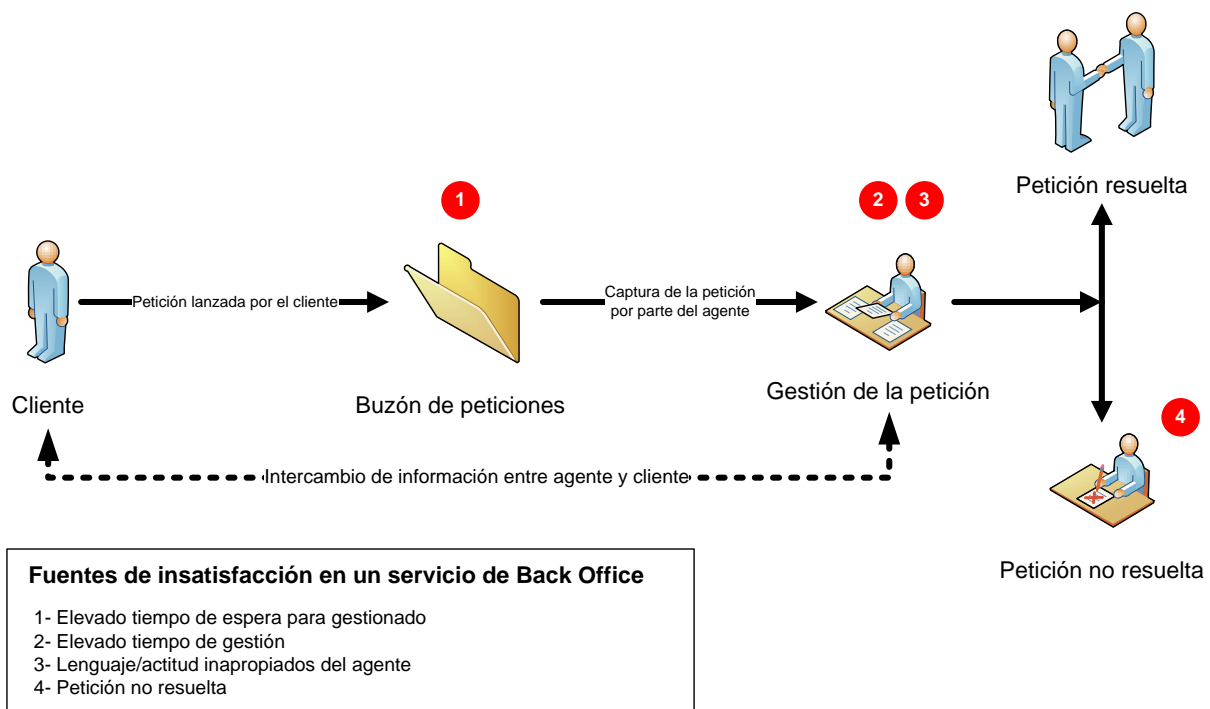 Petición resuelta
1
2
3
Petición lanzada por el cliente
Captura de la petición
por parte del agente
Cliente
Buzón de peticiones
Gestión de la petición
4
Intercambio de información entre agente y cliente
Petición no resuelta
Fuentes de insatisfacción en un servicio de Back Office
1- Elevado tiempo de espera para gestionado
2- Elevado tiempo de gestión
3- Lenguaje/actitud inapropiados del agente
4- Petición no resuelta